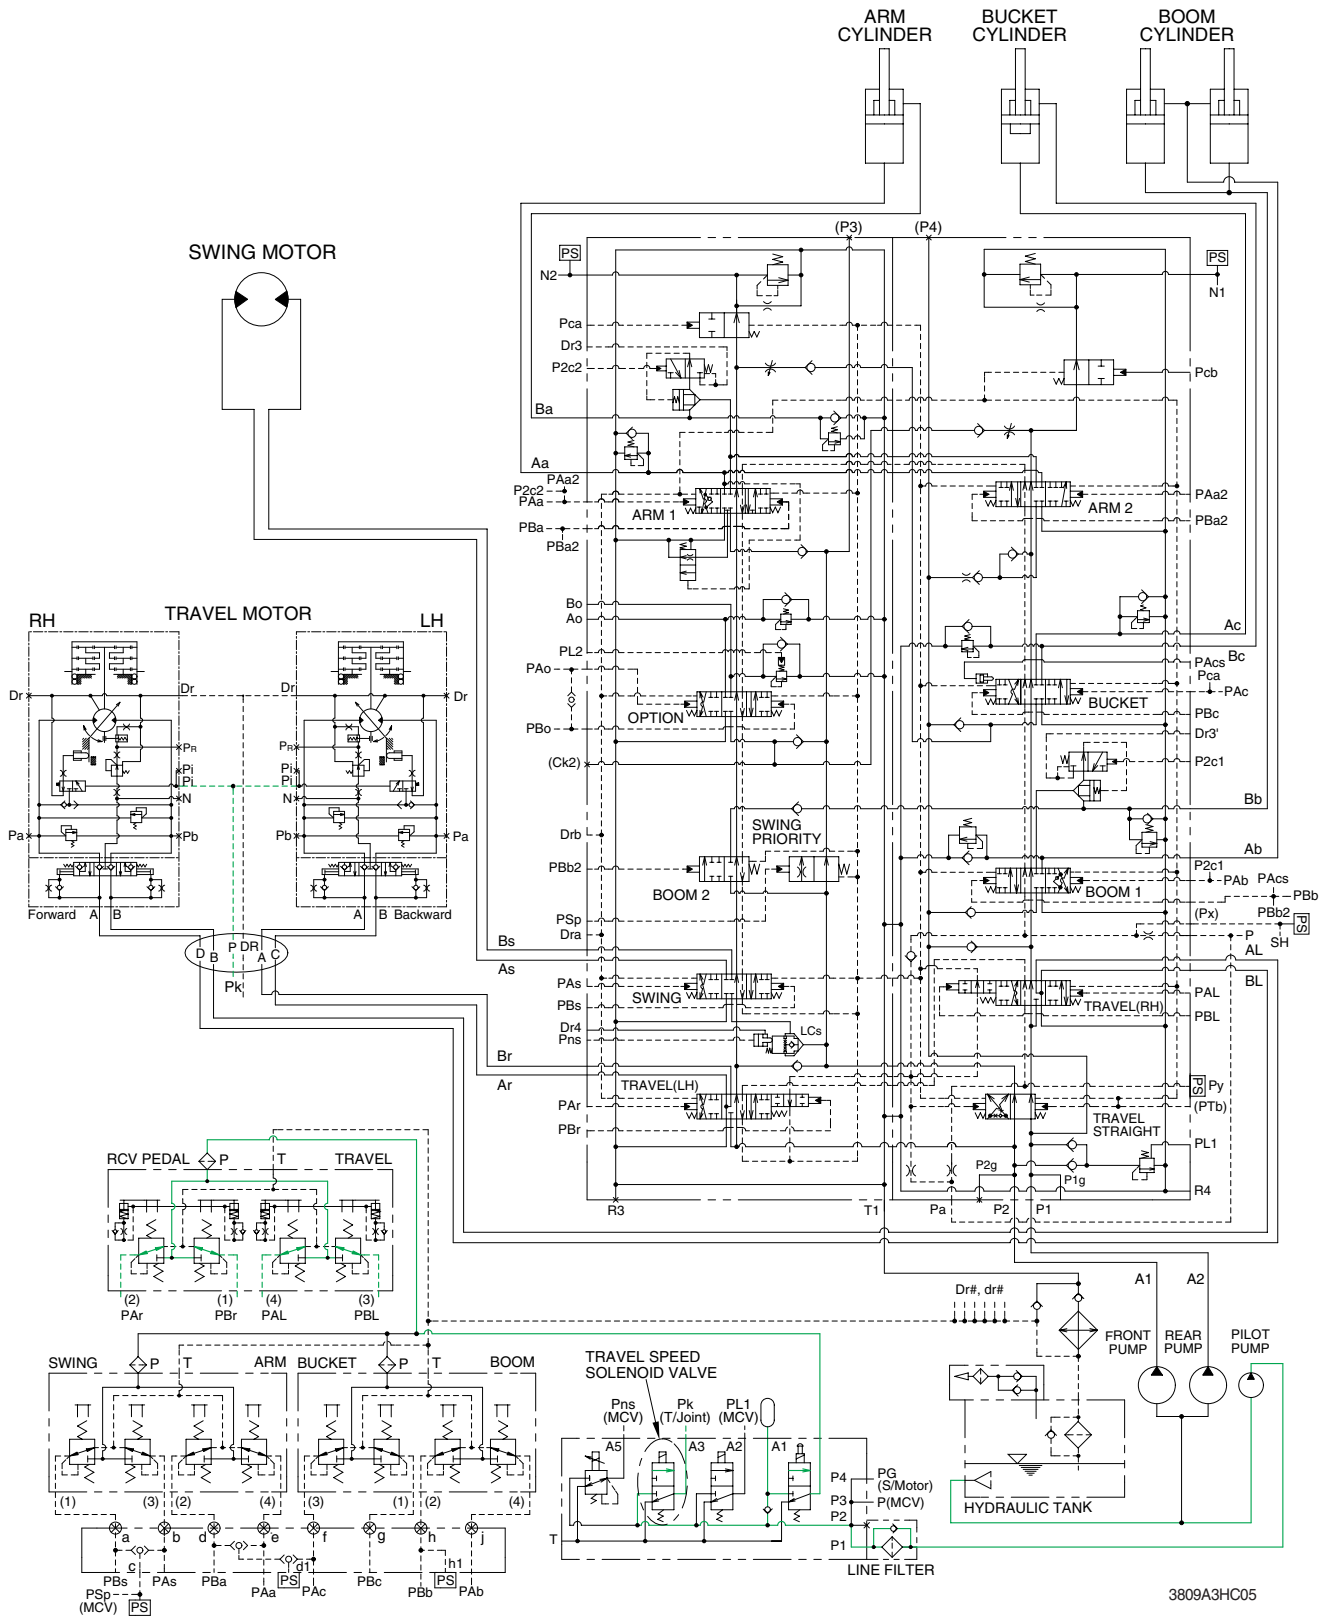 ARM CYLINDER
BUCKET CYLINDER
BOOM CYLINDER
(P3)
(P4)
SWING MOTOR
PS
N2
PS
N1
Pca
Dr3
P2c2
Pcb
Ba
Aa
PAa2
P2c2
PAa
ARM 1
PBa
PBa2
ARM 2
PAa2
PBa2
Bo
Ao
PL2
PAo
OPTION
PBo
(Ck2)
Ac
Bc
PAcs
Pca
PAc
BUCKET
PBc
Dr3'
P2c1
Bb
TRAVEL MOTOR
RH
LH
Dr
Dr
Dr
Dr
PR
PR
Pi
Pi
Pi
Pi
N
N
Pa
Pb
Pb
Pa
Forward
A
B
A
B
Backward
D
B
P
DR
A
C
Pk
Drb
SWING PRIORITY
PBb2
BOOM 2
PSp
Dra
Ab
P2c1
PAb
BOOM 1
PAcs
PBb
PBb2
PS
(Px)
P
SH
Bs
As
PAs
SWING
PBs
Dr4
Pns
LCs
AL
BL
PAL
TRAVEL(RH)
PBL
Br
Ar
TRAVEL(LH)
PAr
PBr
PS
Py
(PTb)
TRAVEL STRAIGHT
PL1
P2g
P1g
R4
R3
T1
Pa
P2
P1
RCV PEDAL
P
T
TRAVEL
(2)
(1)
(4)
(3)
PAr
PBr
PAL
PBL
SWING
P
T
ARM
BUCKET
P
T
BOOM
(1)
(3)
(2)
(4)
(3)
(1)
(2)
(4)
a
b
d
e
f
g
h
j
c
d1
h1
PBs
PAs
PBa
PAa
PS
PAc
PBc
PBb
PS
PAb
PSp
(MCV)
PS
TRAVEL SPEED
SOLENOID VALVE
Pns
(MCV)
Pk
(T/Joint)
PL1
(MCV)
A5
A3
A2
A1
T
P4
PG
(S/Motor)
P3
P(MCV)
P2
P1
LINE FILTER
Dr#, dr#
A1
A2
FRONT PUMP
REAR PUMP
PILOT PUMP
HYDRAULIC TANK
3809A3HC05